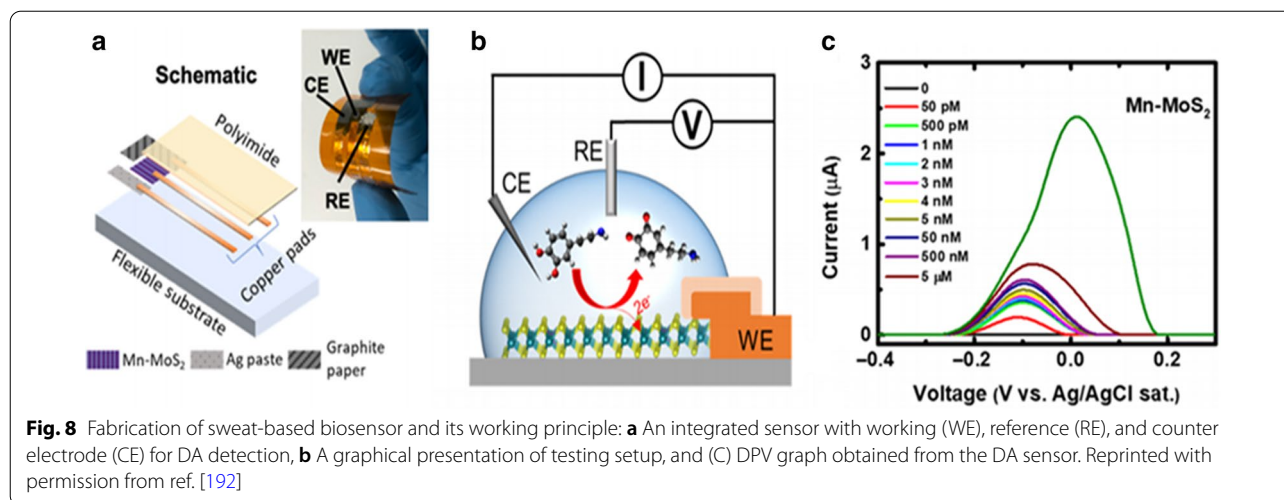 a
Schematic
WE
CE
RE
Polyimide
Copper pads
Flexible substrate
Mn-MoS₂ Ag paste Graphite
paper
b
I
V
RE
CE
2e⁻
WE
c
Mn-MoS₂
0
50 pM
500 pM
1 nM
2 nM
3 nM
4 nM
5 nM
50 nM
500 nM
5 μM
Current (μA)
3
2
1
0
−0.4 −0.2 0.0 0.2
Voltage (V vs. Ag/AgCl sat.)
Fig. 8 Fabrication of sweat-based biosensor and its working principle: a An integrated sensor with working (WE), reference (RE), and counter
electrode (CE) for DA detection, b A graphical presentation of testing setup, and (C) DPV graph obtained from the DA sensor. Reprinted with
permission from ref. [192]